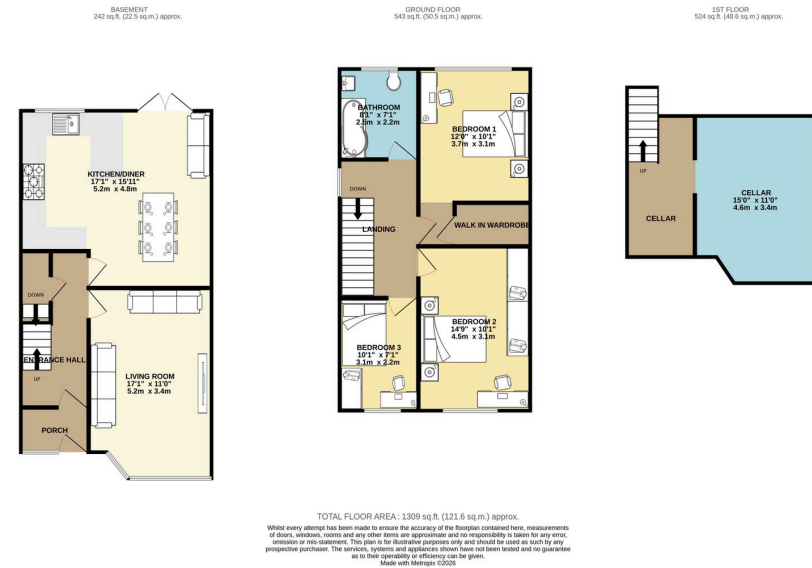 BASEMENT
242 sq.ft. (22.5 sq.m.) approx.
GROUND FLOOR
543 sq.ft. (50.5 sq.m.) approx.
1ST FLOOR
524 sq.ft. (48.6 sq.m.) approx.
KITCHEN/DINER
17'1" x 15'11"
5.2m x 4.8m
DOWN
ENTRANCE HALL
UP
LIVING ROOM
17'1" x 11'0"
5.2m x 3.4m
PORCH
BATHROOM
8'1" x 7'1"
2.5m x 2.2m
BEDROOM 1
12'0" x 10'1"
3.7m x 3.1m
DOWN
LANDING
WALK IN WARDROBE
BEDROOM 2
14'9" x 10'1"
4.5m x 3.1m
BEDROOM 3
10'1" x 7'1"
3.1m x 2.2m
UP
CELLAR
CELLAR
15'0" x 11'0"
4.6m x 3.4m
TOTAL FLOOR AREA : 1309 sq.ft. (121.6 sq.m.) approx.
Whilst every attempt has been made to ensure the accuracy of the floorplan contained here, measurements
of doors, windows, rooms and any other items are approximate and no responsibility is taken for any error,
omission or mis-statement. This plan is for illustrative purposes only and should be used as such by any
prospective purchaser. The services, systems and appliances shown have not been tested and no guarantee
as to their operability or efficiency can be given.
Made with Metropix ©2026